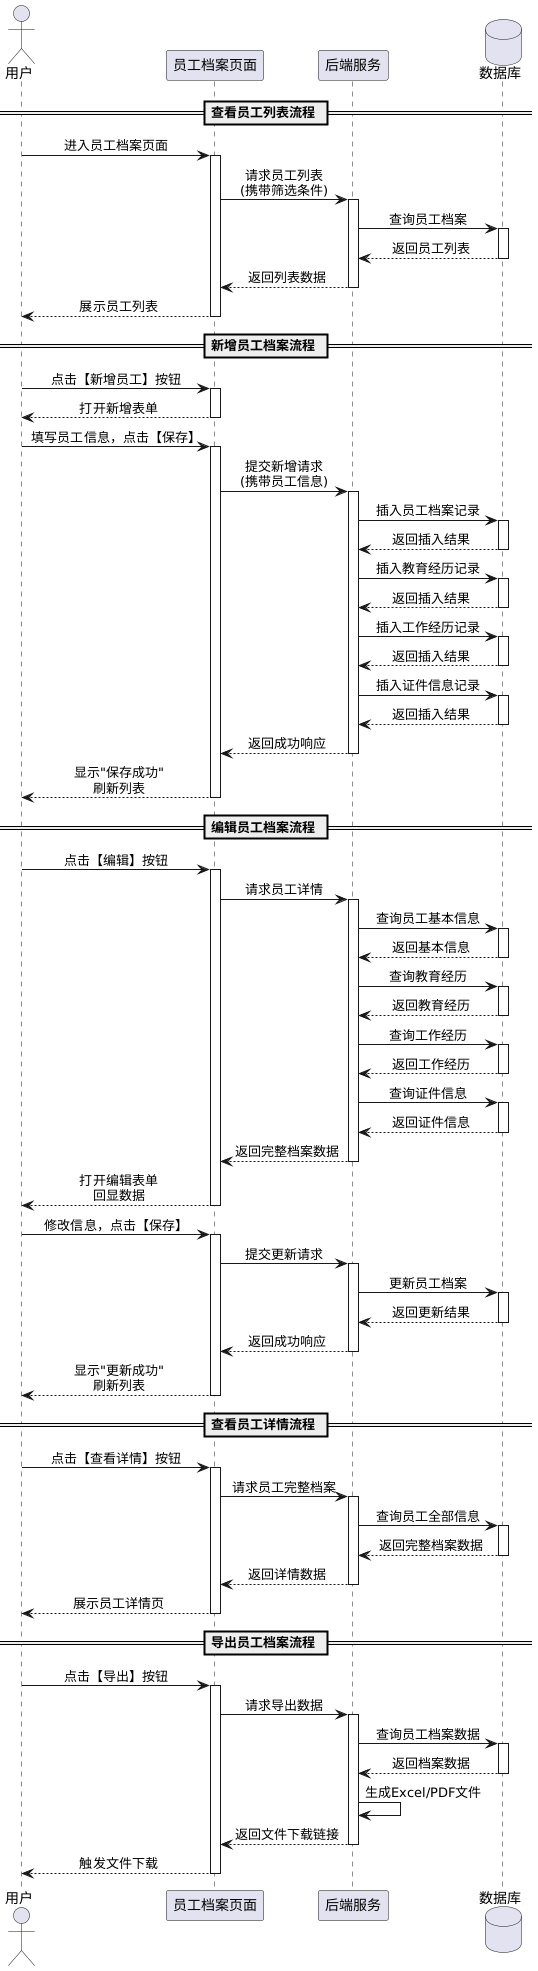 用户
员工档案页面
后端服务
数据库
查看员工列表流程
进入员工档案页面
请求员工列表
(携带筛选条件)
查询员工档案
返回员工列表
返回列表数据
展示员工列表
新增员工档案流程
点击【新增员工】按钮
打开新增表单
填写员工信息，点击【保存】
提交新增请求
(携带员工信息)
插入员工档案记录
返回插入结果
插入教育经历记录
返回插入结果
插入工作经历记录
返回插入结果
插入证件信息记录
返回插入结果
返回成功响应
显示"保存成功"
刷新列表
编辑员工档案流程
点击【编辑】按钮
请求员工详情
查询员工基本信息
返回基本信息
查询教育经历
返回教育经历
查询工作经历
返回工作经历
查询证件信息
返回证件信息
返回完整档案数据
打开编辑表单
回显数据
修改信息，点击【保存】
提交更新请求
更新员工档案
返回更新结果
返回成功响应
显示"更新成功"
刷新列表
查看员工详情流程
点击【查看详情】按钮
请求员工完整档案
查询员工全部信息
返回完整档案数据
返回详情数据
展示员工详情页
导出员工档案流程
点击【导出】按钮
请求导出数据
查询员工档案数据
返回档案数据
生成Excel/PDF文件
返回文件下载链接
触发文件下载
用户
员工档案页面
后端服务
数据库